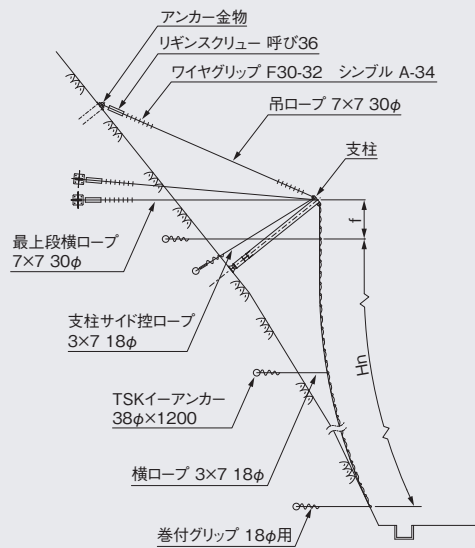 アンカー金物
リギンスクリュー 呼び36
ワイヤグリップ F30-32 シンブル A-34
吊ロープ 7×7 30φ
支柱
f
最上段横ロープ
7×7 30φ
支柱サイド控ロープ
3×7 18φ
Hn
TSKイーアンカー
38φ×1200
横ロープ 3×7 18φ
巻付グリップ 18φ用